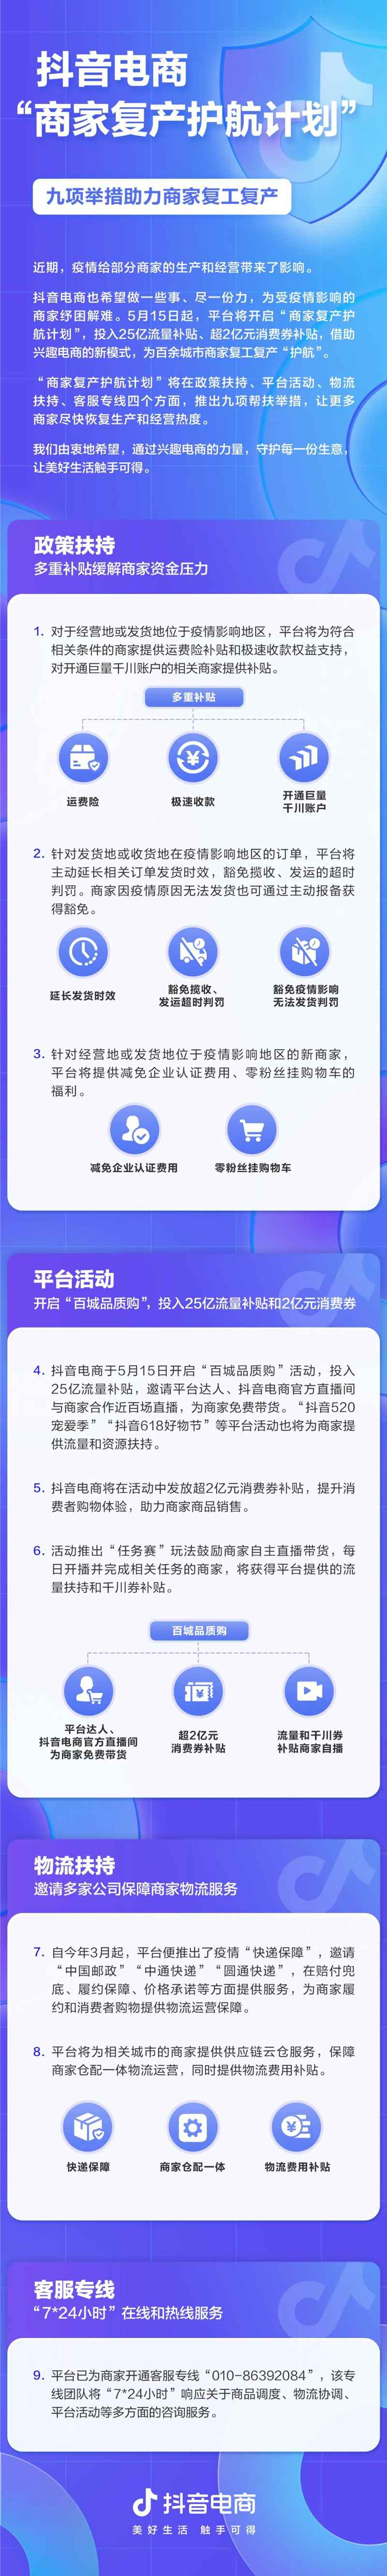 抖音电商
“商家复产护航计划”
九项举措助力商家复工复产
近期，疫情给部分商家的生产和经营带来了影响。
抖音电商也希望做一些事、尽一份力，为受疫情影响的
商家纾困解难。5月15日起，平台将开启“商家复产护
航计划”，投入25亿流量补贴、超2亿元消费券补贴，借助
兴趣电商的新模式，为百余城市商家复工复产“护航”。
“商家复产护航计划”将在政策扶持、平台活动、物流
扶持、客服专线四个方面，推出九项帮扶举措，让更多
商家尽快恢复生产和经营热度。
我们由衷地希望，通过兴趣电商的力量，守护每一份生意，
让美好生活触手可得。
政策扶持
多重补贴缓解商家资金压力
1. 对于经营地或发货地位于疫情影响地区，平台将为符合
相关条件的商家提供运费险补贴和极速收款权益支持，
对开通巨量千川账户的相关商家提供补贴。
多重补贴
运费险
极速收款
开通巨量
千川账户
2. 针对发货地或收货地在疫情影响地区的订单，平台将
主动延长相关订单发货时效，豁免揽收、发运的超时
判罚。商家因疫情原因无法发货也可通过主动报备获
得豁免。
延长发货时效
豁免揽收、
发运超时判罚
豁免疫情影响
无法发货判罚
3. 针对经营地或发货地位于疫情影响地区的新商家，
平台将提供减免企业认证费用、零粉丝挂购物车的
福利。
减免企业认证费用
零粉丝挂购物车
平台活动
开启“百城品质购”，投入25亿流量补贴和2亿元消费券
4. 抖音电商于5月15日开启“百城品质购”活动，投入
25亿流量补贴，邀请平台达人、抖音电商官方直播间
与商家合作近百场直播，为商家免费带货。“抖音520
宠爱季”“抖音618好物节”等平台活动也将为商家提
供流量和资源扶持。
5. 抖音电商将在活动中发放超2亿元消费券补贴，提升消
费者购物体验，助力商家商品销售。
6. 活动推出“任务赛”玩法鼓励商家自主直播带货，每
日开播并完成相关任务的商家，将获得平台提供的流
量扶持和千川券补贴。
百城品质购
平台达人、
抖音电商官方直播间
为商家免费带货
超2亿元
消费券补贴
流量和千川券
补贴商家自播
物流扶持
邀请多家公司保障商家物流服务
7. 自今年3月起，平台便推出了疫情“快递保障”，邀请
“中国邮政”“中通快递”“圆通快递”，在赔付兜
底、履约保障、价格承诺等方面提供服务，为商家履
约和消费者购物提供物流运营保障。
8. 平台将为相关城市的商家提供供应链云仓服务，保障
商家仓配一体物流运营，同时提供物流费用补贴。
快递保障
商家仓配一体
物流费用补贴
客服专线
“7*24小时”在线和热线服务
9. 平台已为商家开通客服专线“010-86392084”，该专
线团队将“7*24小时”响应关于商品调度、物流协调、
平台活动等多方面的咨询服务。
抖音电商
美好生活 触手可得